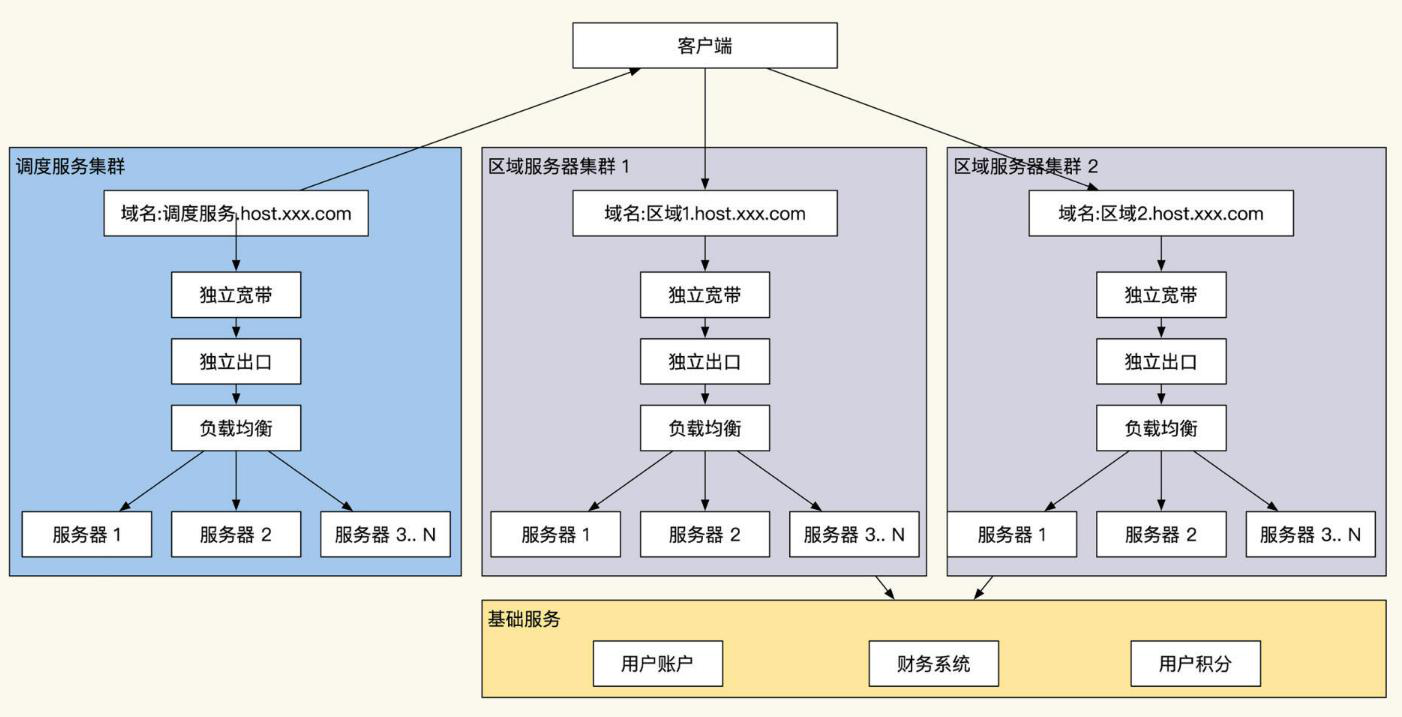 客户端
调度服务集群
域名:调度服务.host.xxx.com
独立宽带
独立出口
负载均衡
服务器 1
服务器 2
服务器 3.. N
区域服务器集群 1
域名:区域1.host.xxx.com
独立宽带
独立出口
负载均衡
服务器 1
服务器 2
服务器 3.. N
区域服务器集群 2
域名:区域2.host.xxx.com
独立宽带
独立出口
负载均衡
服务器 1
服务器 2
服务器 3.. N
基础服务
用户账户
财务系统
用户积分